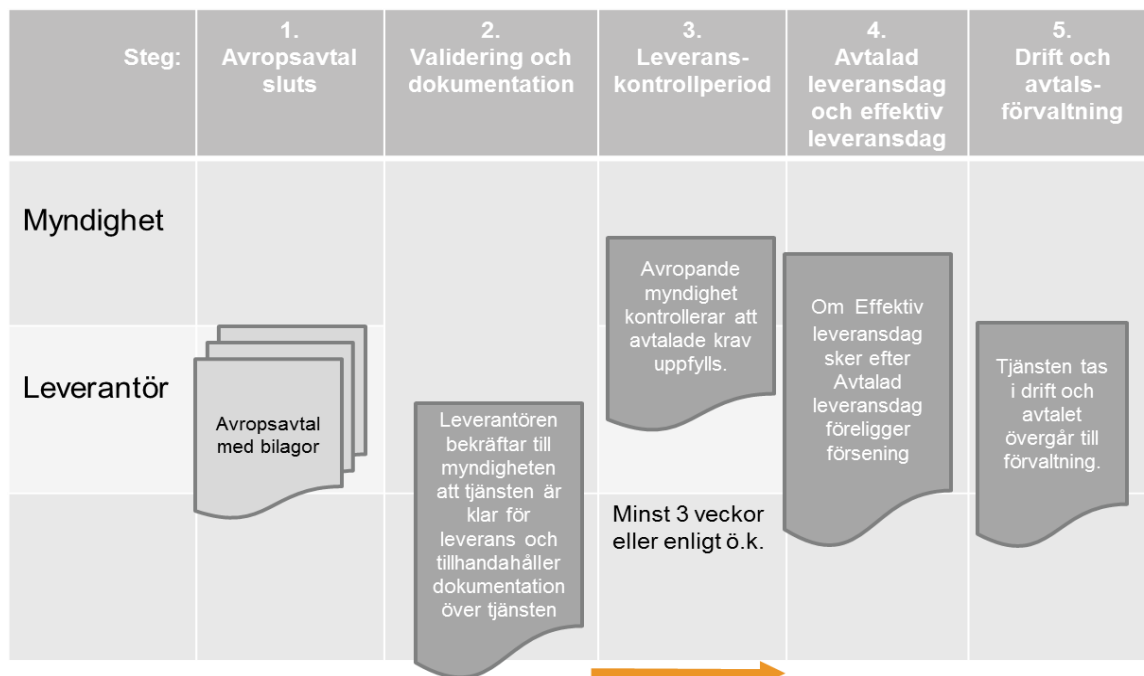 Steg:
1.
Avropsavtal
sluts
2.
Validering och
dokumentation
3.
Leverans-
kontrollperiod
4.
Avtalad
leveransdag
och effektiv
leveransdag
5.
Drift och
avtals-
förvaltning
Myndighet
Leverantör
Avropsavtal
med bilagor
Leverantören
bekräftar till
myndigheten
att tjänsten är
klar för
leverans och
tillhandahåller
dokumentation
över tjänsten
Avropande
myndighet
kontrollerar att
avtalade krav
uppfylls.
Minst 3 veckor
eller enligt ö.k.
Om Effektiv
leveransdag
sker efter
Avtalad
leveransdag
föreligger
försening
Tjänsten tas
i drift och
avtalet
övergår till
förvaltning.